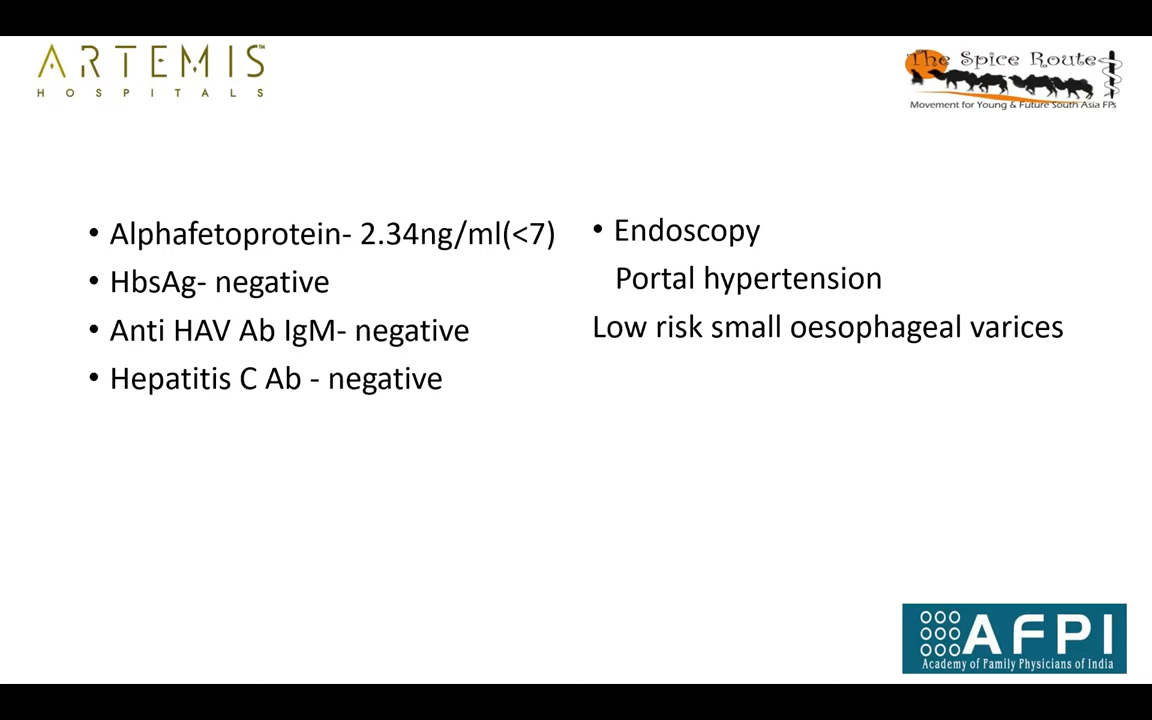 ARTEMIS™
HOSPITALS
The Spice Route
Movement for Young & Future South Asia FPs
• Alphafetoprotein- 2.34ng/ml(<7)
• HbsAg- negative
• Anti HAV Ab IgM- negative
• Hepatitis C Ab - negative
• Endoscopy
Portal hypertension
Low risk small oesophageal varices
AFPI
Academy of Family Physicians of India